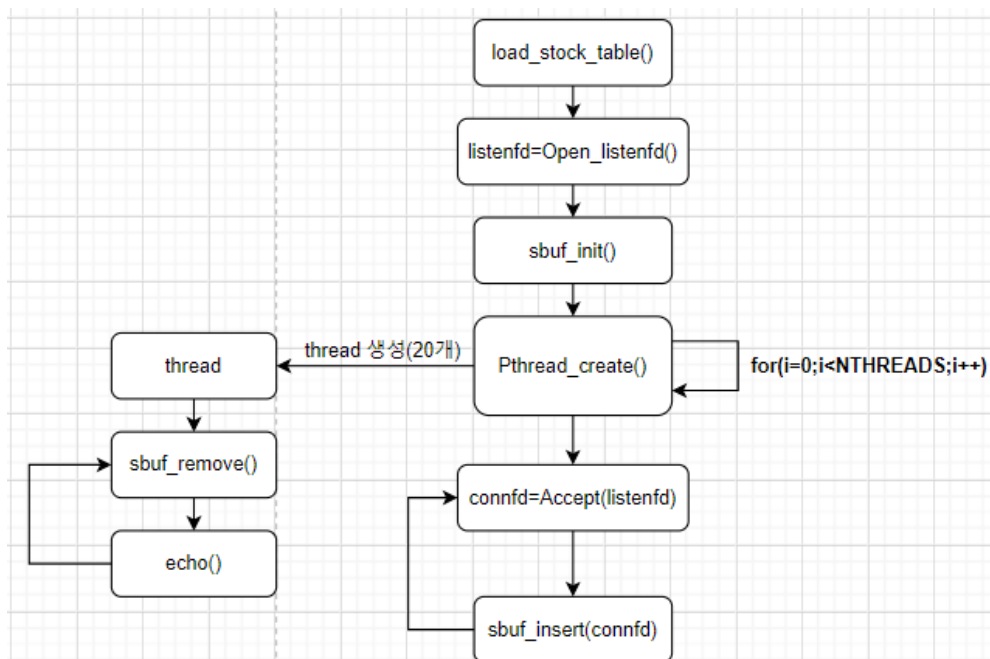 load_stock_table()
listenfd=Open_listenfd()
sbuf_init()
thread
thread 생성(20개)
Pthread_create()
for(i=0;i<NTHREADS;i++)
sbuf_remove()
connfd=Accept(listenfd)
echo()
sbuf_insert(connfd)